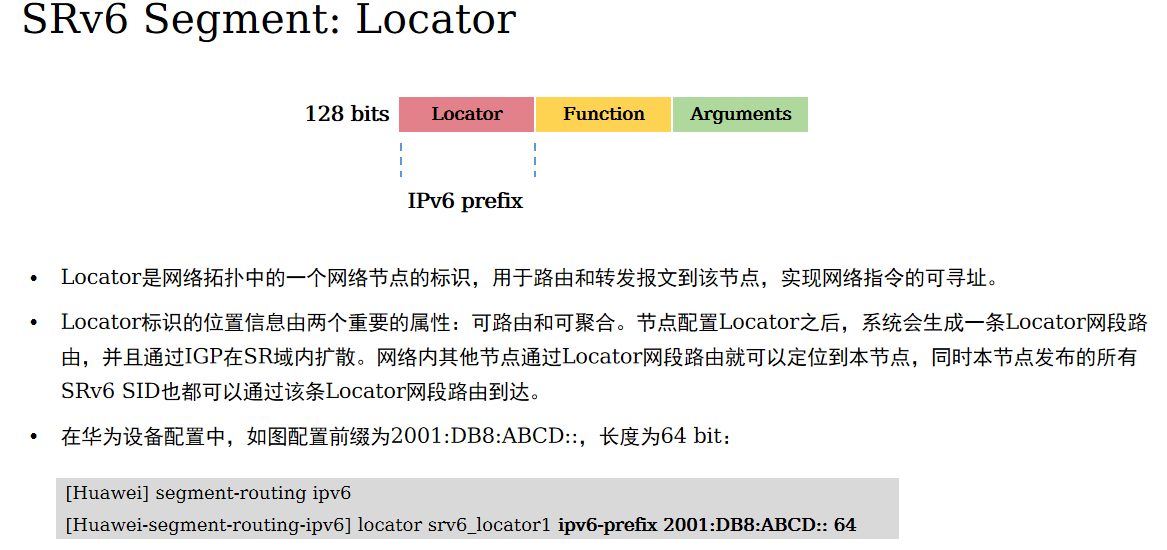 SRv6 Segment: Locator
128 bits Locator Function Arguments
IPv6 prefix
• Locator是网络拓扑中的一个网络节点的标识，用于路由和转发报文到该节点，实现网络指令的可寻址。
• Locator标识的位置信息由两个重要的属性：可路由和可聚合。节点配置Locator之后，系统会生成一条Locator网段路
由，并且通过IGP在SR域内扩散。网络内其他节点通过Locator网段路由就可以定位到本节点，同时本节点发布的所有
SRv6 SID也都可以通过该条Locator网段路由到达。
• 在华为设备配置中，如图配置前缀为2001:DB8:ABCD::，长度为64 bit：
[Huawei] segment-routing ipv6
[Huawei-segment-routing-ipv6] locator srv6_locator1 ipv6-prefix 2001:DB8:ABCD:: 64